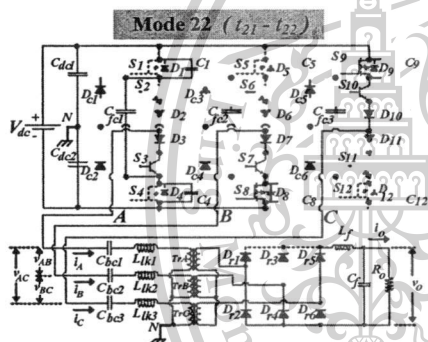 Mode 22 (t21 - t22)
Cdc1 Dc1 Cfc1 S1 S2 D1 C1 Dc3 D2 D3 Cfc2 S5 S6 D5 D6 D7 C5 Dc5 Cfc3 S9 S10 D9 D10 D11 C9
Vdc + - N
Cdc2 Dc2 S3 S4 D4 C4 Dc4 S7 S8 D8 Dc6 C8 S11 S12 D12 C12
A B C
vAB iA Cbc1 Llk1 TrA Dr1 Dr3 Dr5 Lf io
vAC vBC iB Cbc2 Llk2 TrB Cf Ro vo
iC Cbc3 Llk3 TrC Dr2 Dr4 Dr6
N